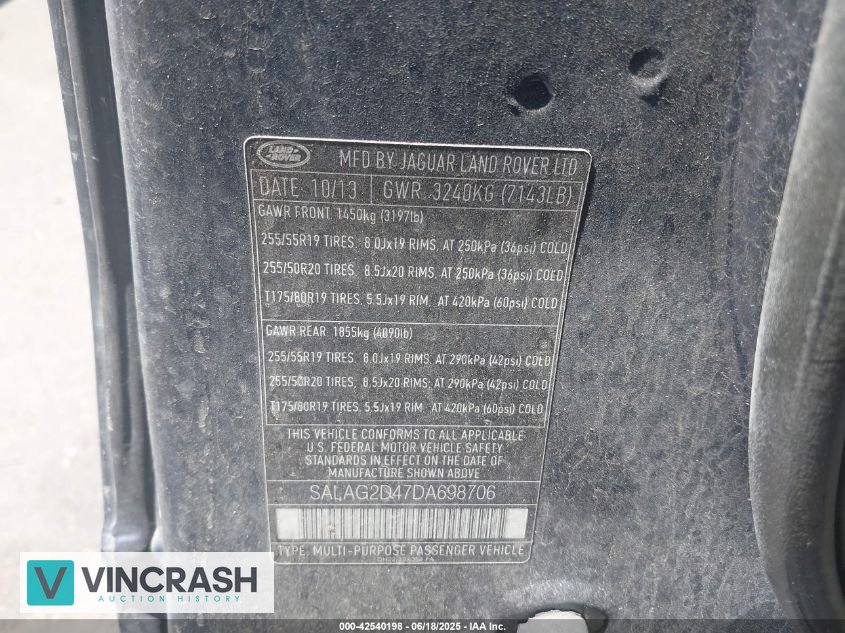 LAND-
ROVER
MFD BY JAGUAR LAND ROVER LTD
DATE: 10/13 GWR 3240KG (7143LB)
GAWR FRONT 1450kg (3197lb)
255/55R19 TIRES, 8.0Jx19 RIMS, AT 250kPa (36psi) COLD
255/50R20 TIRES, 8.5Jx20 RIMS, AT 250kPa (36psi) COLD
T175/80R19 TIRES, 5.5Jx19 RIM, AT 420kPa (60psi) COLD
GAWR REAR 1855kg (4090lb)
255/55R19 TIRES, 8.0Jx19 RIMS, AT 290kPa (42psi) COLD
255/50R20 TIRES, 8.5Jx20 RIMS, AT 290kPa (42psi) COLD
T175/80R19 TIRES, 5.5Jx19 RIM, AT 420kPa (60psi) COLD
THIS VEHICLE CONFORMS TO ALL APPLICABLE
U.S. FEDERAL MOTOR VEHICLE SAFETY
STANDARDS IN EFFECT ON THE DATE OF
MANUFACTURE SHOWN ABOVE
SALAG2D47DA698706
TYPE: MULTI-PURPOSE PASSENGER VEHICLE
V VINCRASH
AUCTION HISTORY
000-42540198 - 06/18/2025 - IAA Inc.